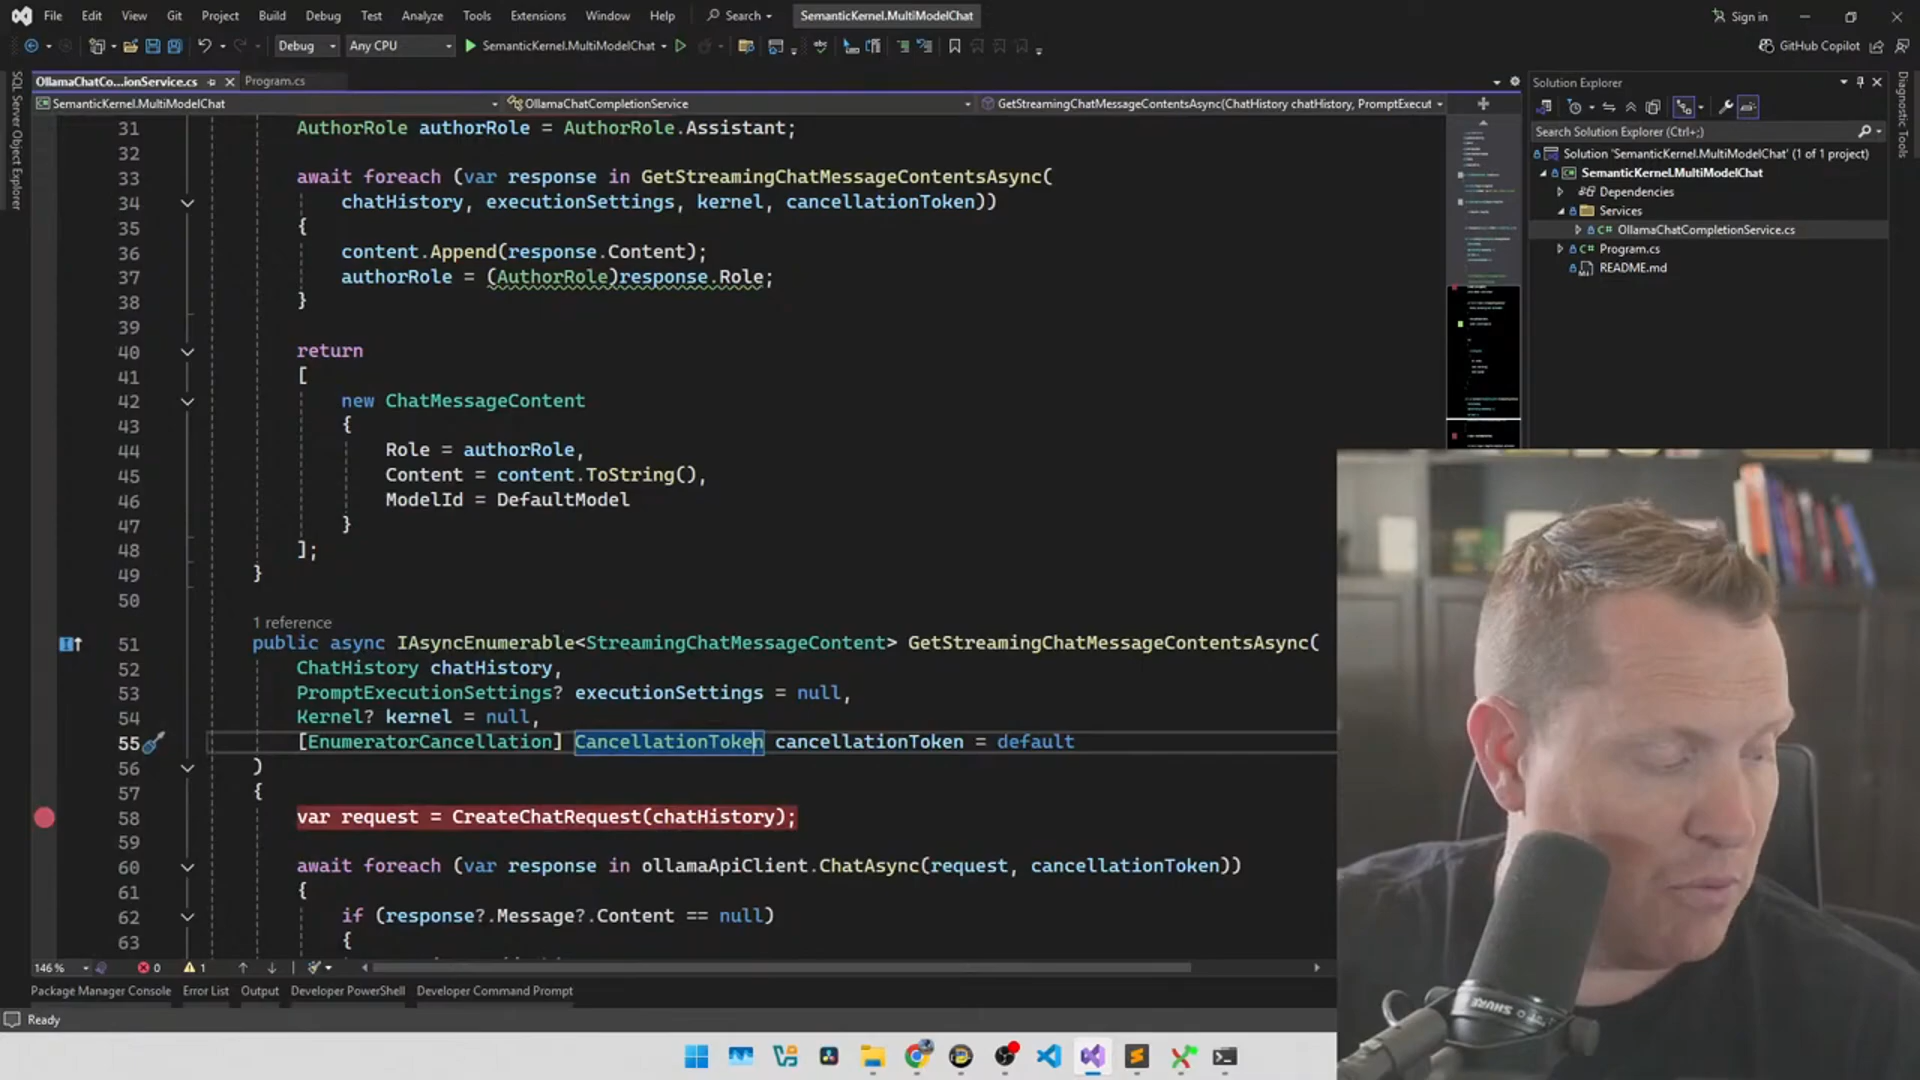 File Edit View Git Project Build Debug Test Analyze Tools Extensions Window Help Search SemanticKernel.MultiModelChat Sign in
Debug Any CPU SemanticKernel.MultiModelChat GitHub Copilot
OllamaChatCo...ionService.cs Program.cs
SemanticKernel.MultiModelChat OllamaChatCompletionService GetStreamingChatMessageContentsAsync(ChatHistory chatHistory, PromptExecut
SQL Server Object Explorer
31 AuthorRole authorRole = AuthorRole.Assistant;
32
33 await foreach (var response in GetStreamingChatMessageContentsAsync(
34 chatHistory, executionSettings, kernel, cancellationToken))
35 {
36 content.Append(response.Content);
37 authorRole = (AuthorRole)response.Role;
38 }
39
40 return
41 [
42 new ChatMessageContent
43 {
44 Role = authorRole,
45 Content = content.ToString(),
46 ModelId = DefaultModel
47 }
48 ];
49 }
50
1 reference
51 public async IAsyncEnumerable<StreamingChatMessageContent> GetStreamingChatMessageContentsAsync(
52 ChatHistory chatHistory,
53 PromptExecutionSettings? executionSettings = null,
54 Kernel? kernel = null,
55 [EnumeratorCancellation] CancellationToken cancellationToken = default
56 )
57 {
58 var request = CreateChatRequest(chatHistory);
59
60 await foreach (var response in ollamaApiClient.ChatAsync(request, cancellationToken))
61 {
62 if (response?.Message?.Content == null)
63 {
146 % 0 1
Package Manager Console Error List Output Developer PowerShell Developer Command Prompt
Ready
Solution Explorer
Search Solution Explorer (Ctrl+;)
Solution 'SemanticKernel.MultiModelChat' (1 of 1 project)
SemanticKernel.MultiModelChat
Dependencies
Services
OllamaChatCompletionService.cs
Program.cs
README.md
Diagnostic Tools
SHURE